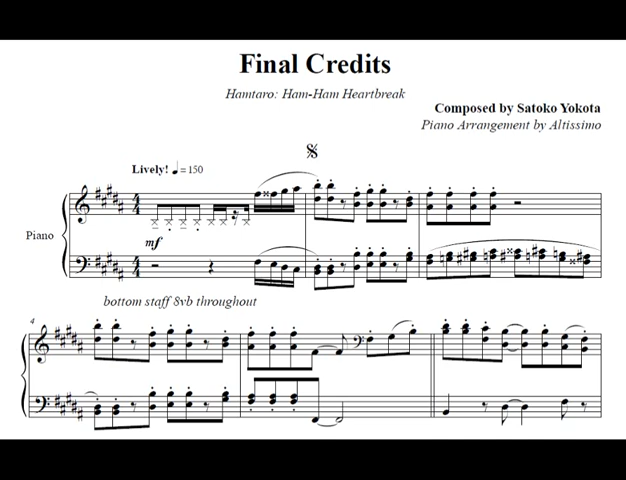 Final Credits
Hamtaro: Ham-Ham Heartbreak
Composed by Satoko Yokota
Piano Arrangement by Altissimo
Lively! ♩= 150
Piano
mf
bottom staff 8vb throughout
4